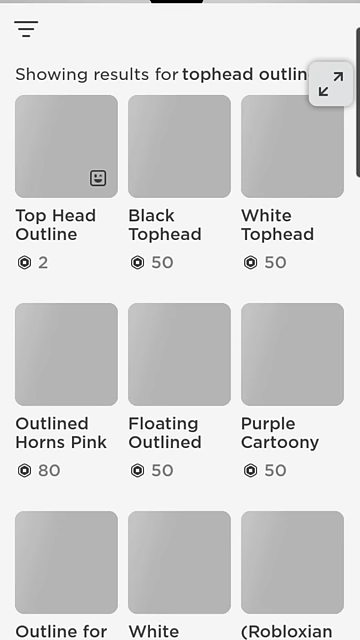 Showing results for tophead outlin
Top Head
Outline
2
Black
Tophead
50
White
Tophead
50
Outlined
Horns Pink
80
Floating
Outlined
50
Purple
Cartoony
50
Outline for
White
(Robloxian